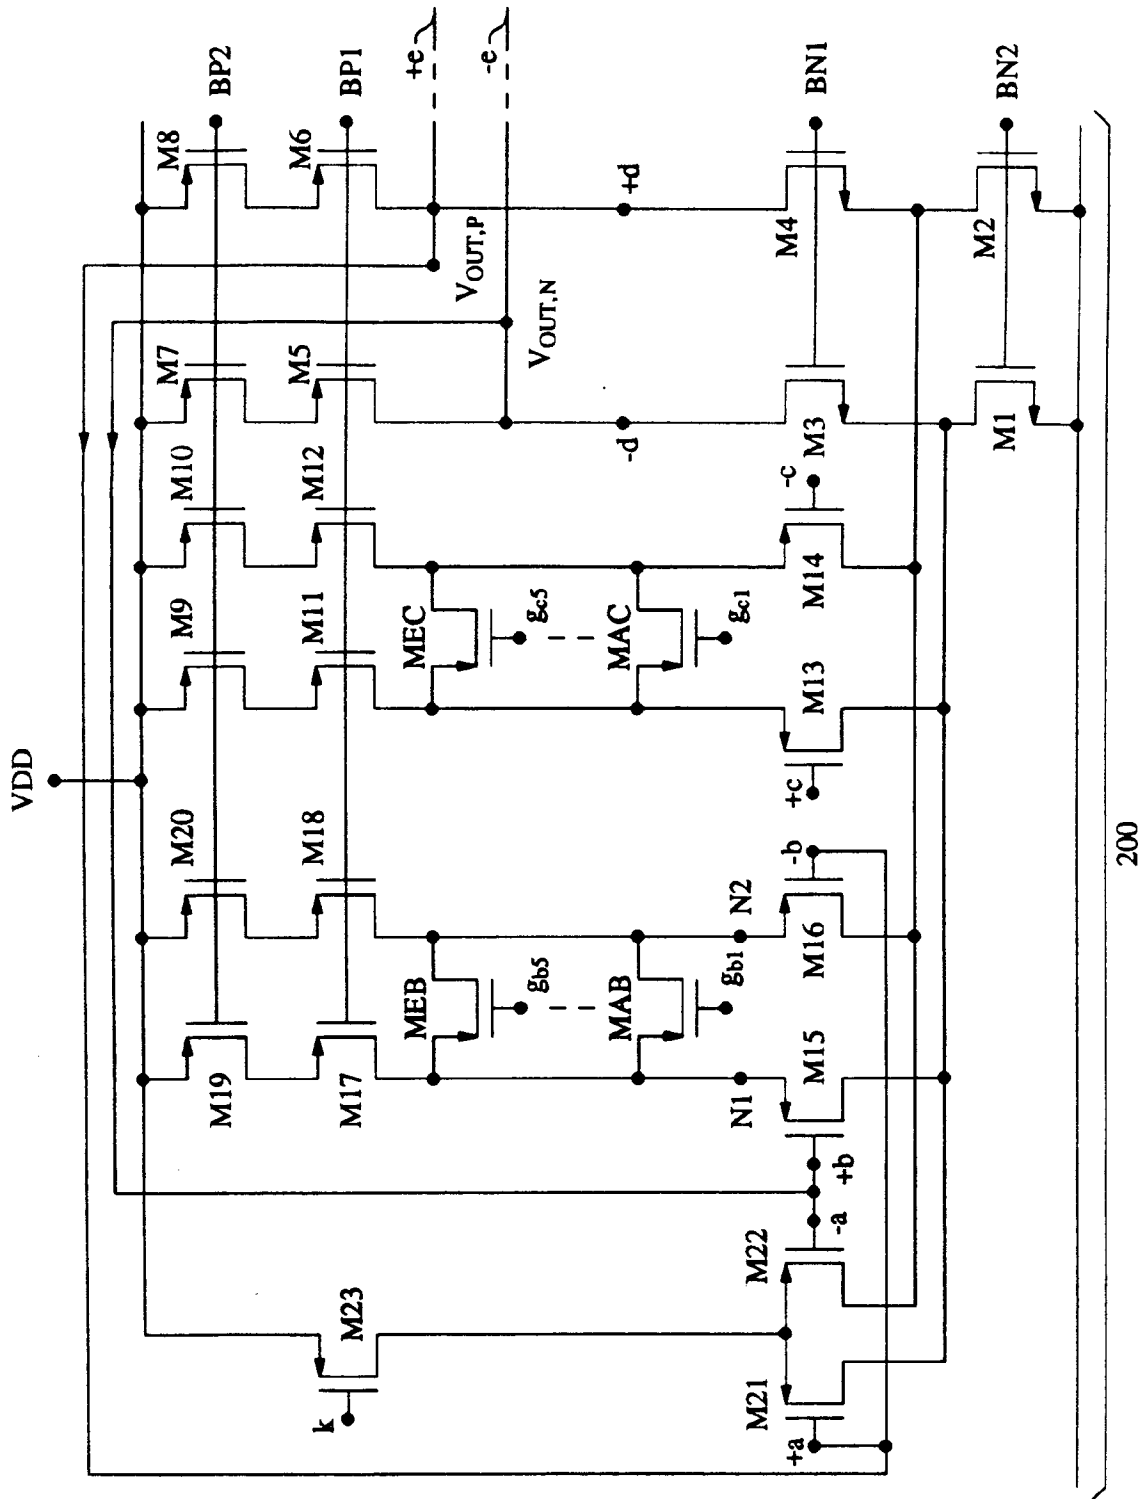 VDD
BP2
BP1
+e
-e
BN1
BN2
M8
M6
M7
M5
M10
M12
M9
M11
M20
M18
M19
M17
M23
k
VOUT,P
VOUT,N
+d
-d
M4
M3
M2
M1
MEC
gc5
MAC
gc1
-c
M14
M13
+c
MEB
gb5
MAB
gb1
N2
N1
-b
M16
M15
+b
-a
M22
M21
+a
200